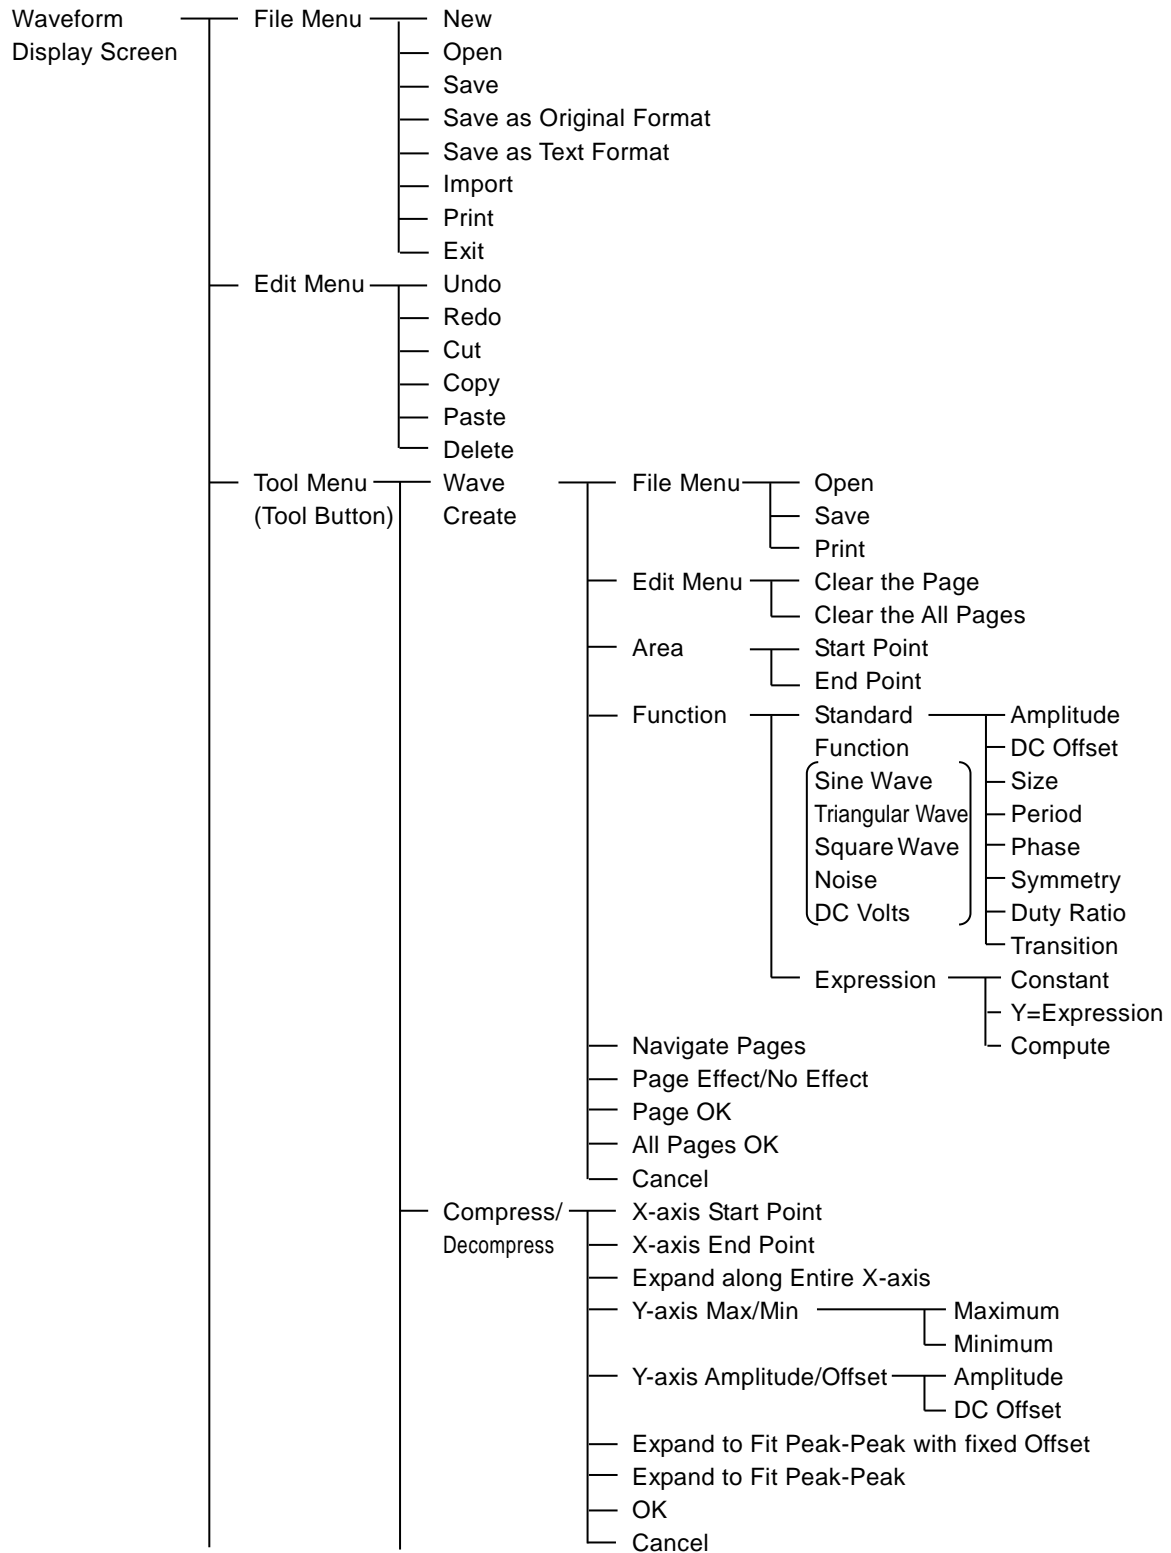 Waveform File Menu New
Display Screen Open
Save
Save as Original Format
Save as Text Format
Import
Print
Exit
Edit Menu Undo
Redo
Cut
Copy
Paste
Delete
Tool Menu Wave File Menu Open
(Tool Button) Create Save
Print
Edit Menu Clear the Page
Clear the All Pages
Area Start Point
End Point
Function Standard Amplitude
Function DC Offset
Sine Wave Size
Triangular Wave Period
Square Wave Phase
Noise Symmetry
DC Volts Duty Ratio
Transition
Expression Constant
Y=Expression
Navigate Pages Compute
Page Effect/No Effect
Page OK
All Pages OK
Cancel
Compress/ X-axis Start Point
Decompress X-axis End Point
Expand along Entire X-axis
Y-axis Max/Min Maximum
Minimum
Y-axis Amplitude/Offset Amplitude
DC Offset
Expand to Fit Peak-Peak with fixed Offset
Expand to Fit Peak-Peak
OK
Cancel